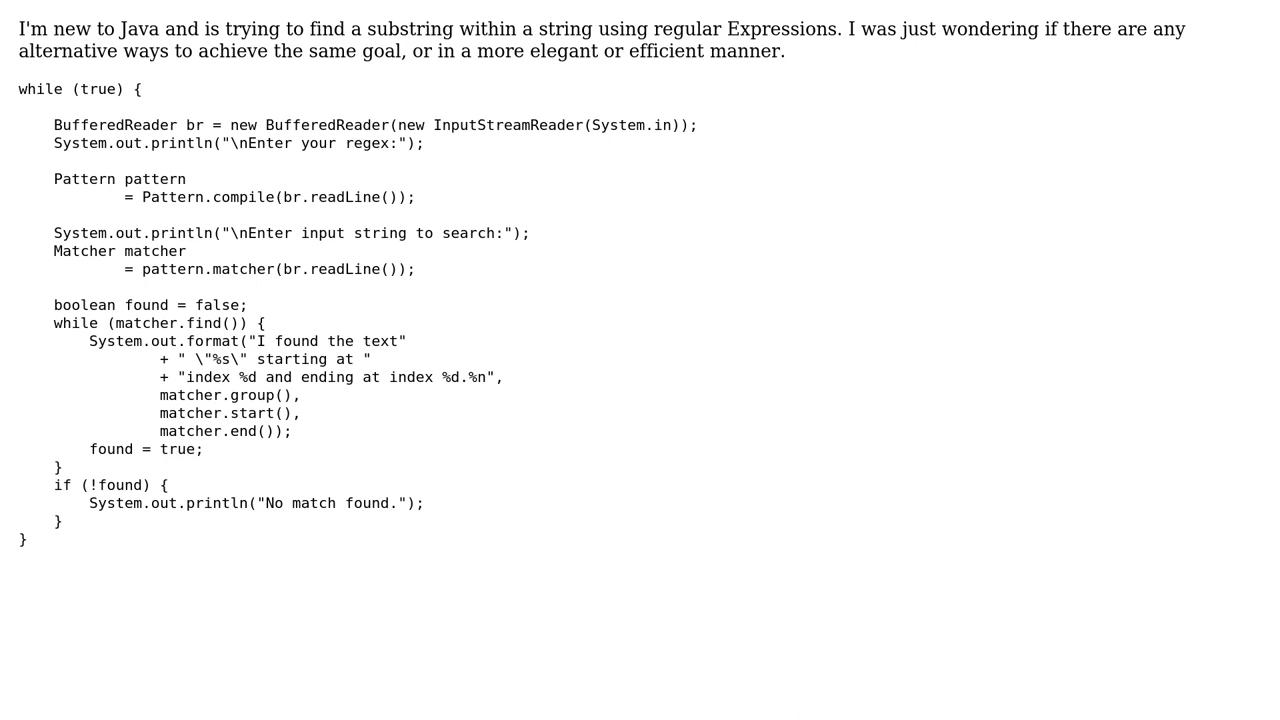 I'm new to Java and is trying to find a substring within a string using regular Expressions. I was just wondering if there are any
alternative ways to achieve the same goal, or in a more elegant or efficient manner.
while (true) {
    BufferedReader br = new BufferedReader(new InputStreamReader(System.in));
    System.out.println("\nEnter your regex:");
    Pattern pattern
            = Pattern.compile(br.readLine());
    System.out.println("\nEnter input string to search:");
    Matcher matcher
            = pattern.matcher(br.readLine());
    boolean found = false;
    while (matcher.find()) {
        System.out.format("I found the text"
                + " \"%s\" starting at "
                + "index %d and ending at index %d.%n",
                matcher.group(),
                matcher.start(),
                matcher.end());
        found = true;
    }
    if (!found) {
        System.out.println("No match found.");
    }
}